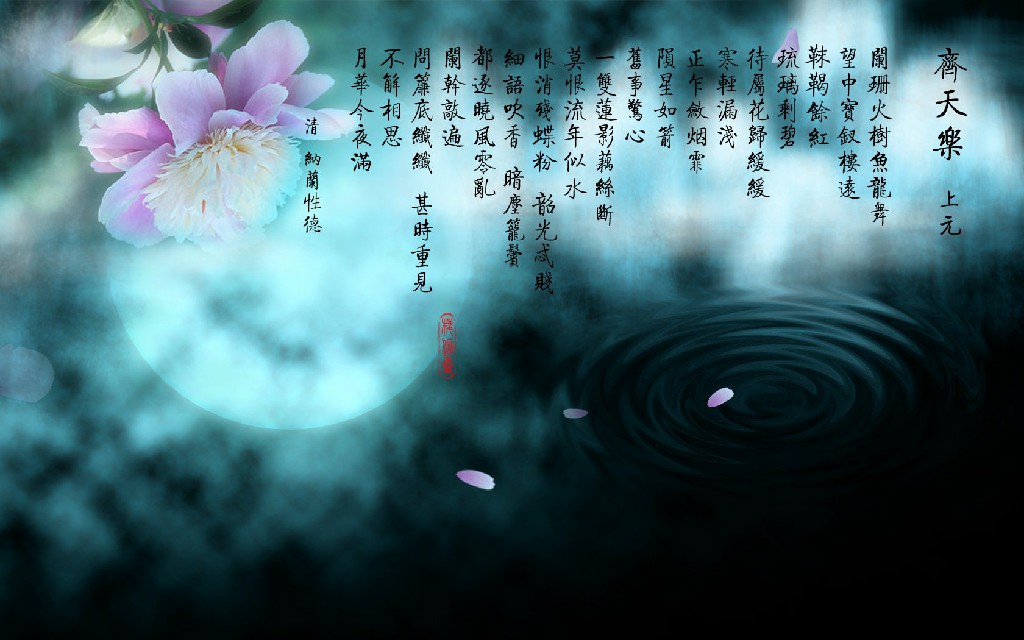 齊天樂 上元
闌珊火樹魚龍舞
望中寶釵樓遠
靺鞨餘紅
琉璃剩碧
待屬花歸緩緩
寒輕漏淺
正乍斂烟霏
隕星如箭
舊事驚心
一雙蓮影藕絲斷
莫恨流年似水
恨消殘蝶粉 韶光忒賤
細語吹香 暗塵籠鬢
都逐曉風零亂
闌幹敲遍
問簾底纖纖 甚時重見
不解相思
月華今夜滿
清 納蘭性德